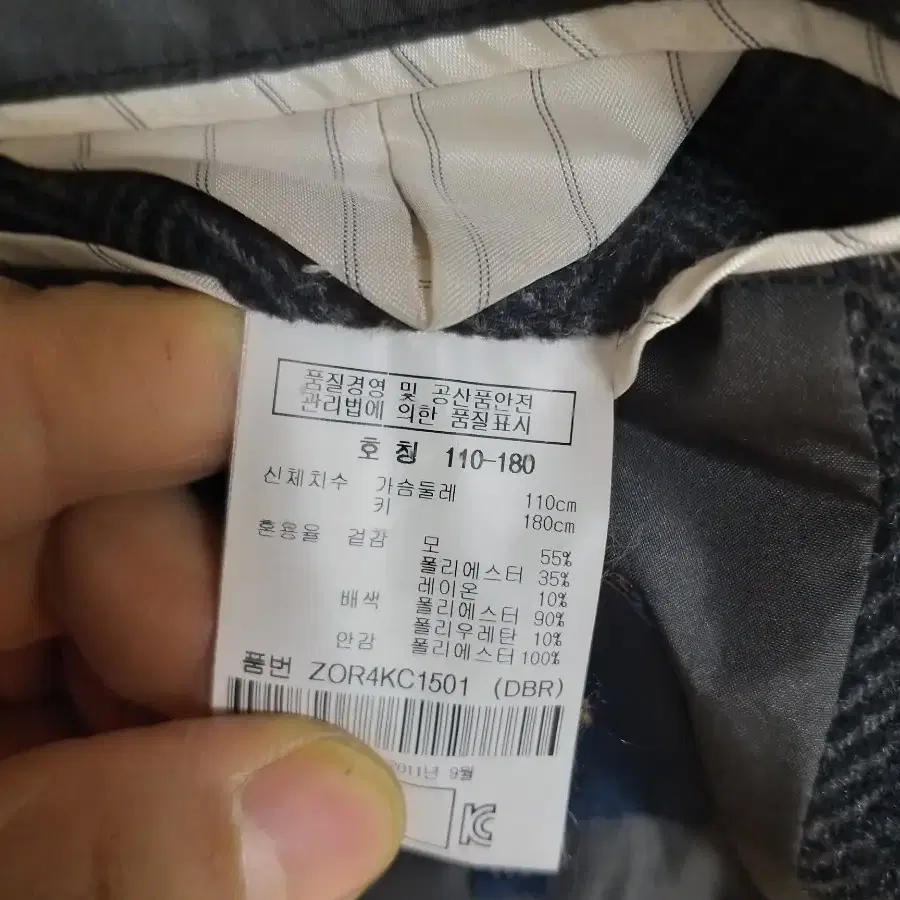 품질경영 및 공산품안전
관리법에 의한 품질표시
호 칭 110-180
신체치수 가슴둘레 110cm
키 180cm
혼용율 겉감 모 55%
폴리에스터 35%
레이온 10%
배색 폴리에스터 90%
폴리우레탄 10%
안감 폴리에스터 100%
품번 ZOR4KC1501 (DBR)
2011년 9월